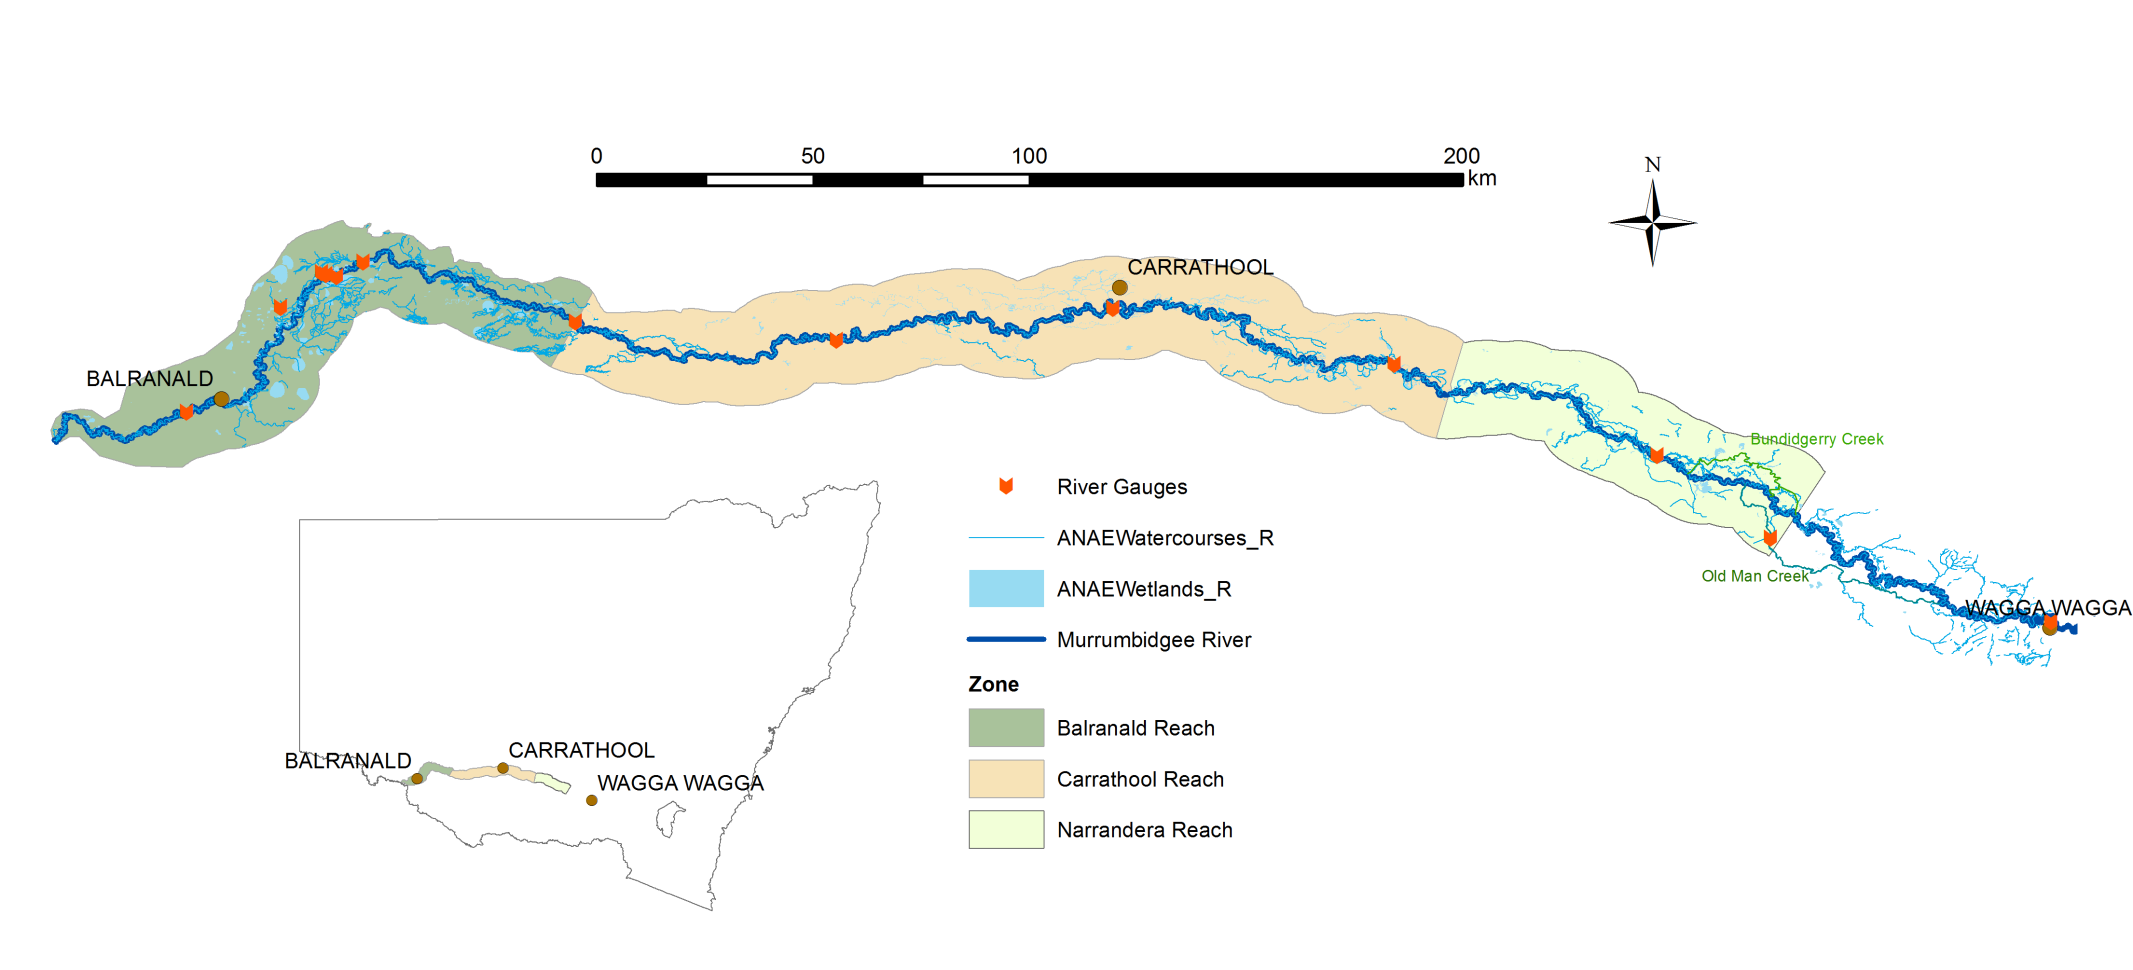 0 50 100 200
km
N
CARRATHOOL
BALRANALD
Bundidgerry Creek
Old Man Creek
WAGGA WAGGA
River Gauges
ANAEWatercourses_R
ANAEWetlands_R
Murrumbidgee River
Zone
Balranald Reach
Carrathool Reach
Narrandera Reach
BALRANALD
CARRATHOOL
WAGGA WAGGA